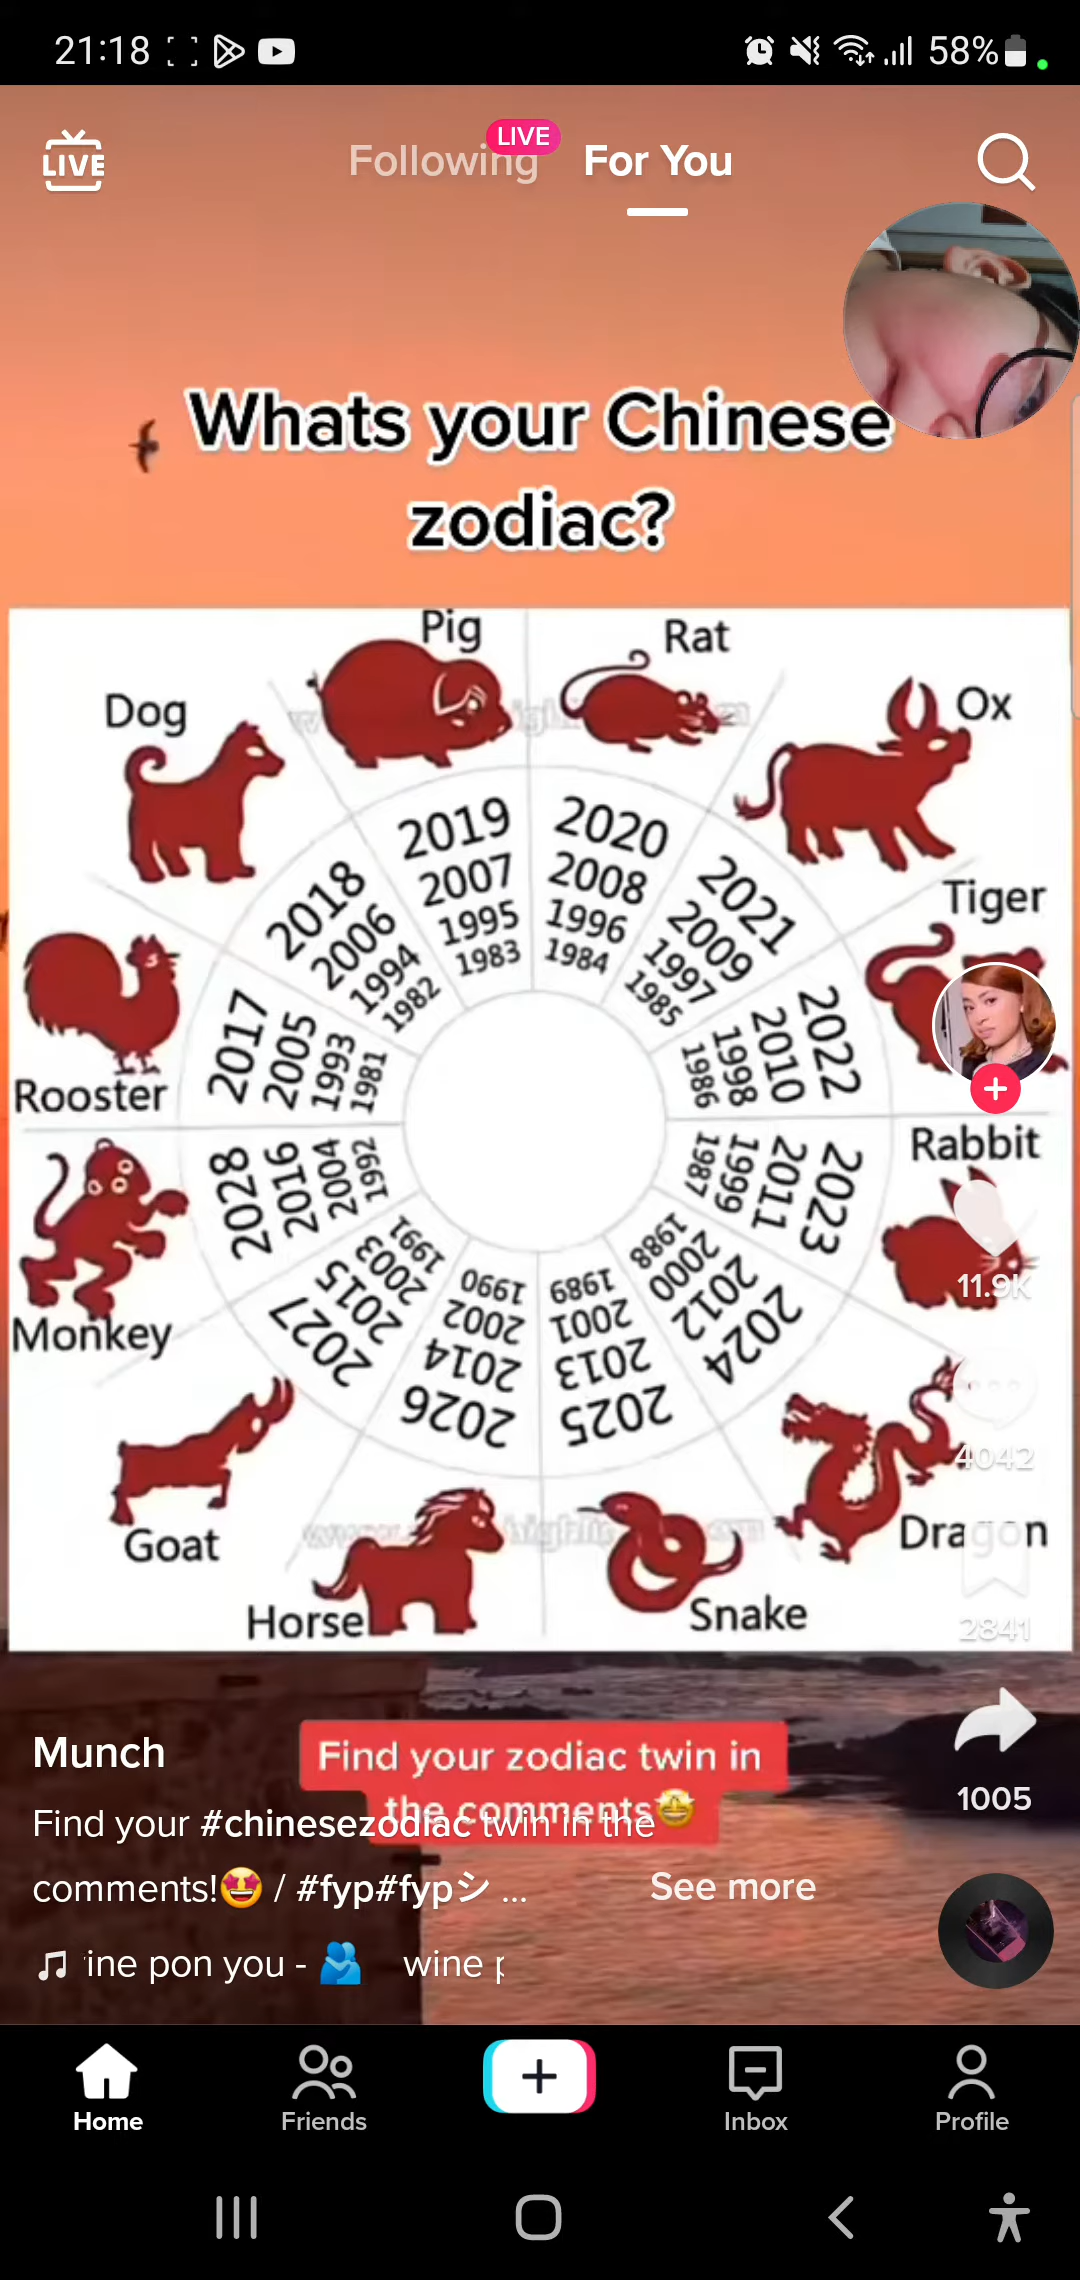 21:18
58%
LIVE
Following
LIVE
For You
Whats your Chinese
zodiac?
Pig
Rat
Dog
Ox
Tiger
Rooster
Rabbit
Monkey
Dragon
Goat
Horse
Snake
2019
2007
1995
1983
2020
2008
1996
1984
2021
2009
1997
1985
2022
2010
1998
1986
2023
2011
1999
1987
2024
2012
2000
1988
2025
2013
2001
1989
2026
2014
2002
1990
2027
2015
2003
1991
2028
2016
2004
1992
2017
2005
1993
1981
2018
2006
1994
1982
11.9K
4042
2841
1005
Find your zodiac twin in
the comments🤩
Munch
Find your #chinesezodiac twin in the
comments!🤩 / #fyp#fypシ ...
See more
ine pon you - 🫂 wine p
Home
Friends
Inbox
Profile